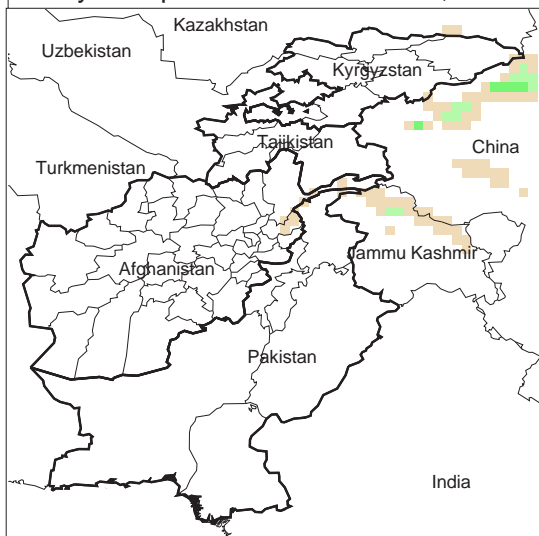 Kazakhstan
Uzbekistan
Kyrgyzstan
Tajikistan
China
Turkmenistan
Jammu Kashmir
Afghanistan
Pakistan
India